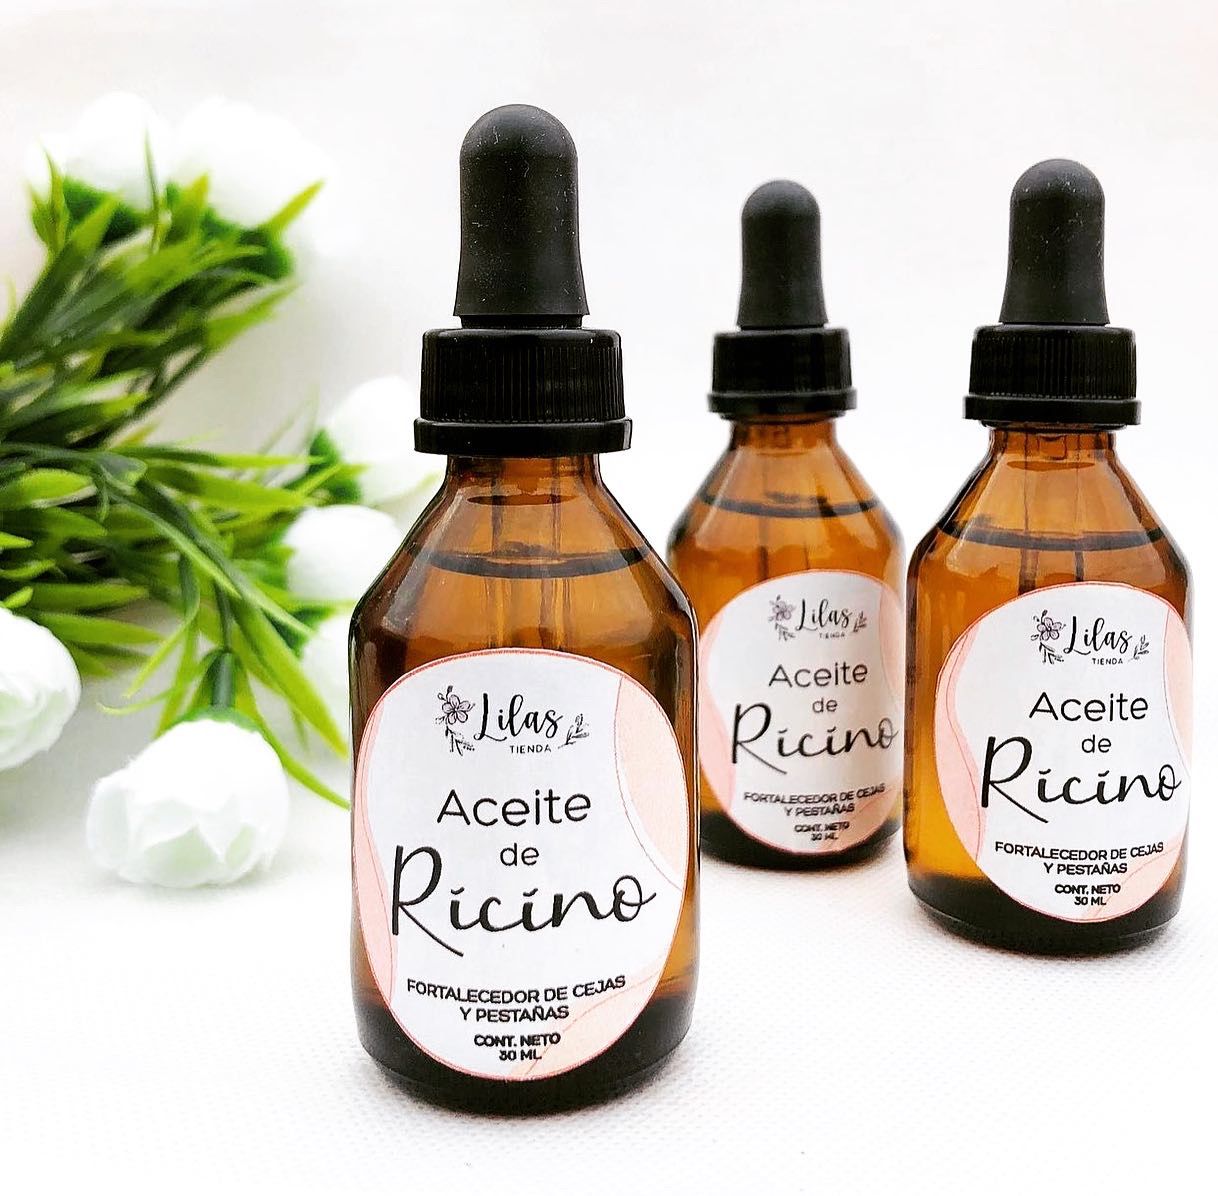 Lilas
TIENDA
Aceite
de
Ricino
FORTALECEDOR DE CEJAS
Y PESTAÑAS
CONT. NETO
30 ML
Lilas
TIENDA
Aceite
de
Ricino
FORTALECEDOR DE CEJAS
Y PESTAÑAS
CONT. NETO
30 ML
Lilas
TIENDA
Aceite
de
Ricino
FORTALECEDOR DE CEJAS
Y PESTAÑAS
CONT. NETO
30 ML